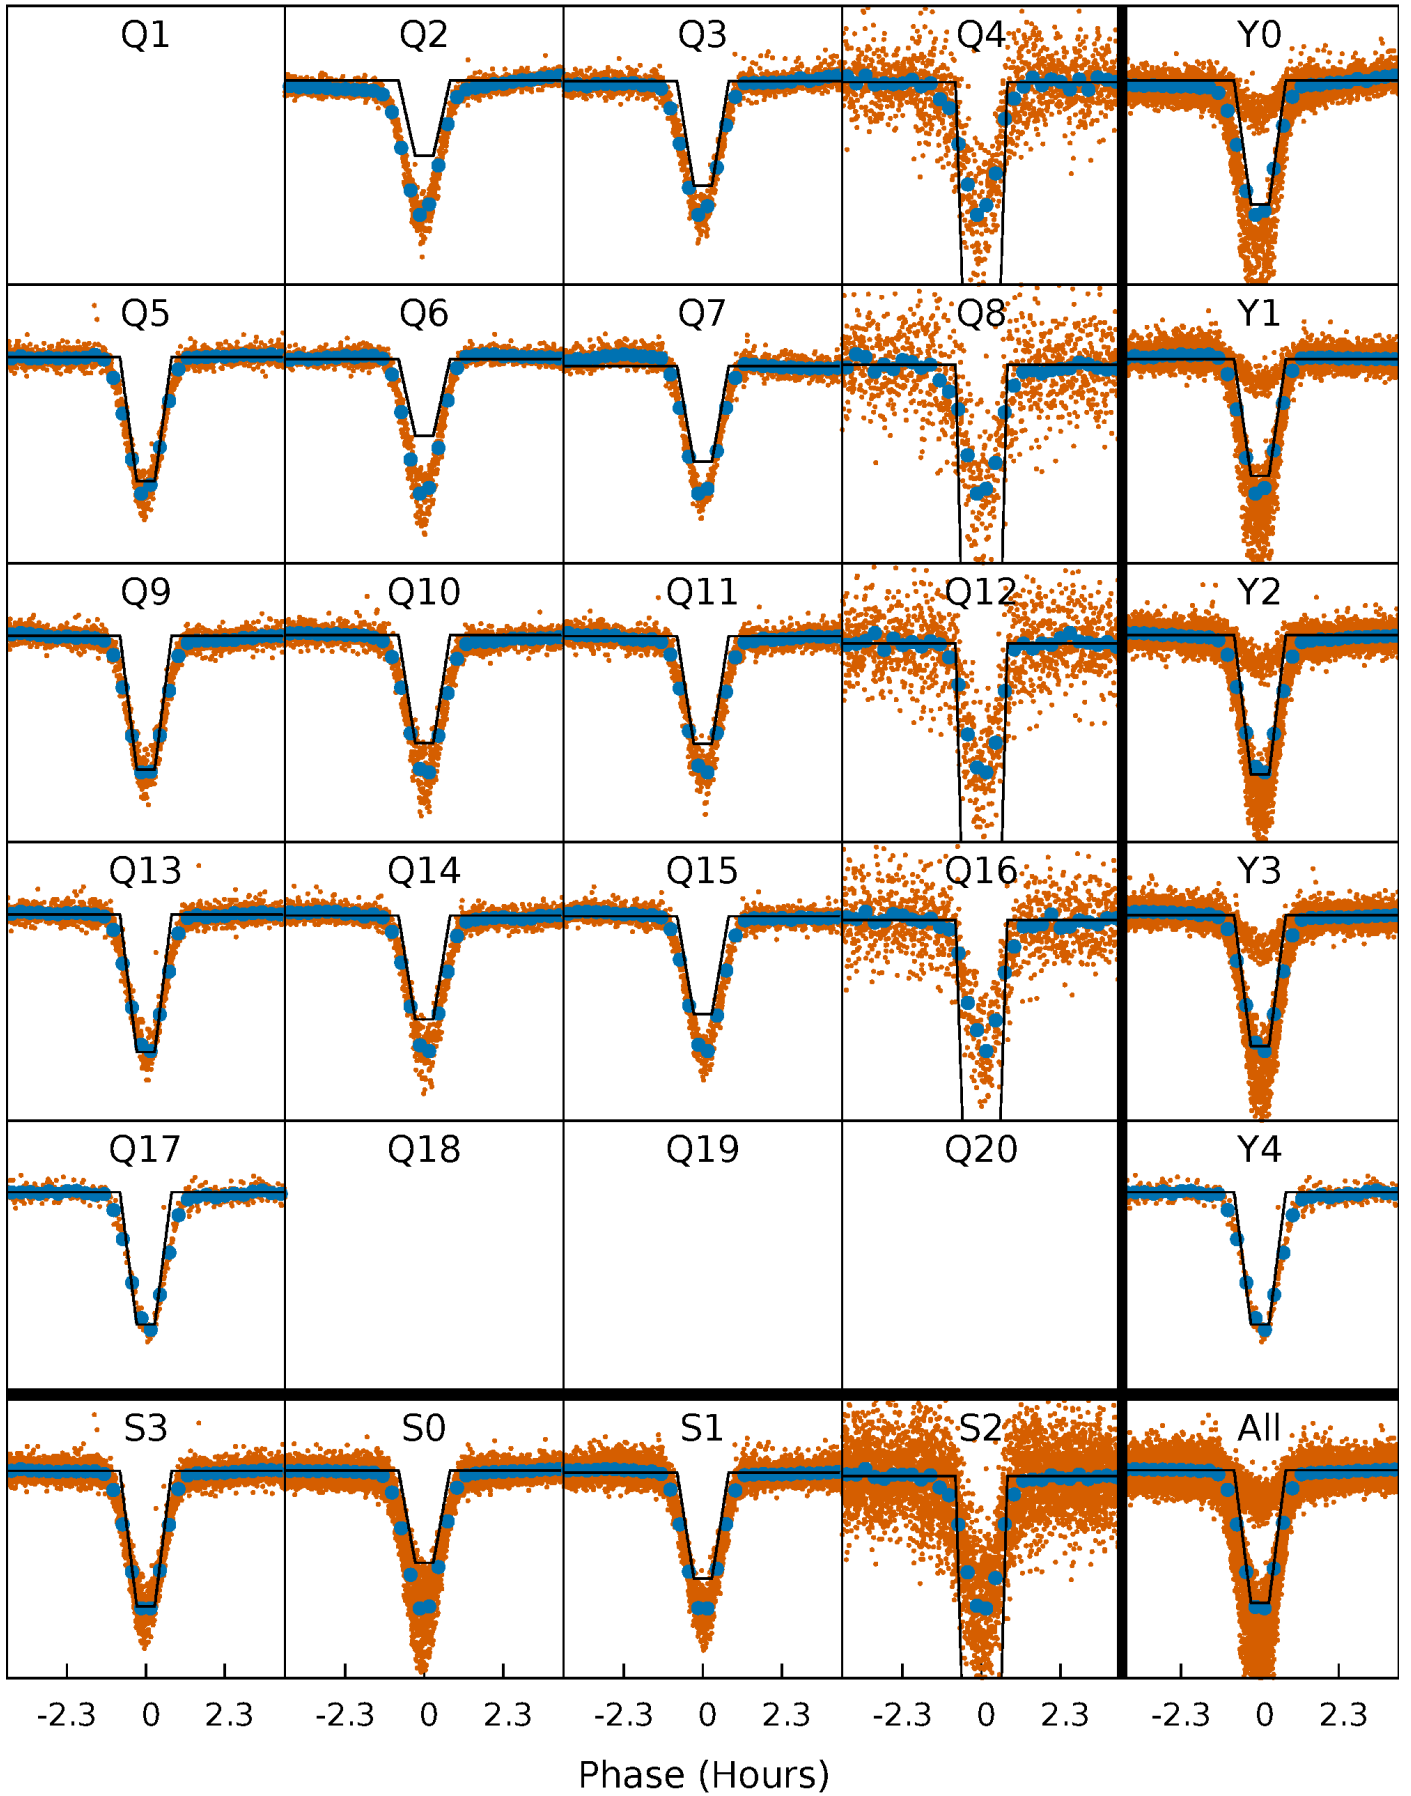 Q1 Q2 Q3 Q4 Y0
Q5 Q6 Q7 Q8 Y1
Q9 Q10 Q11 Q12 Y2
Q13 Q14 Q15 Q16 Y3
Q17 Q18 Q19 Q20 Y4
S3 S0 S1 S2 All
-2.3 0 2.3 -2.3 0 2.3 -2.3 0 2.3 -2.3 0 2.3 -2.3 0 2.3
Phase (Hours)